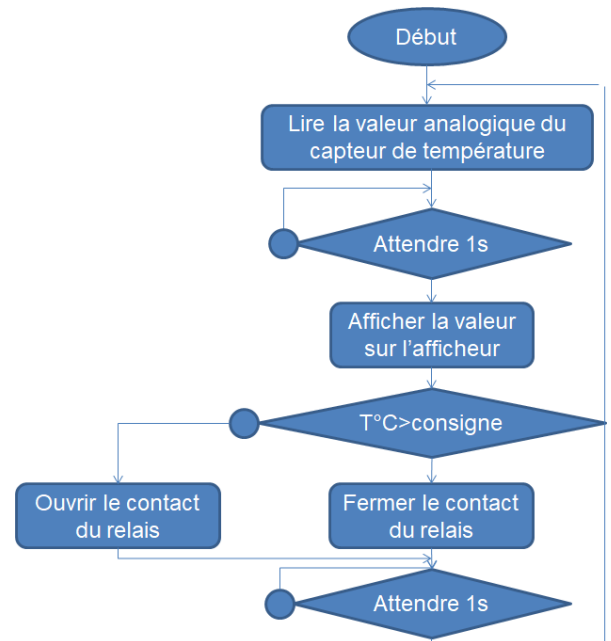 Début
Lire la valeur analogique du
capteur de température
Attendre 1s
Afficher la valeur
sur l’afficheur
T°C>consigne
Ouvrir le contact
du relais
Fermer le contact
du relais
Attendre 1s